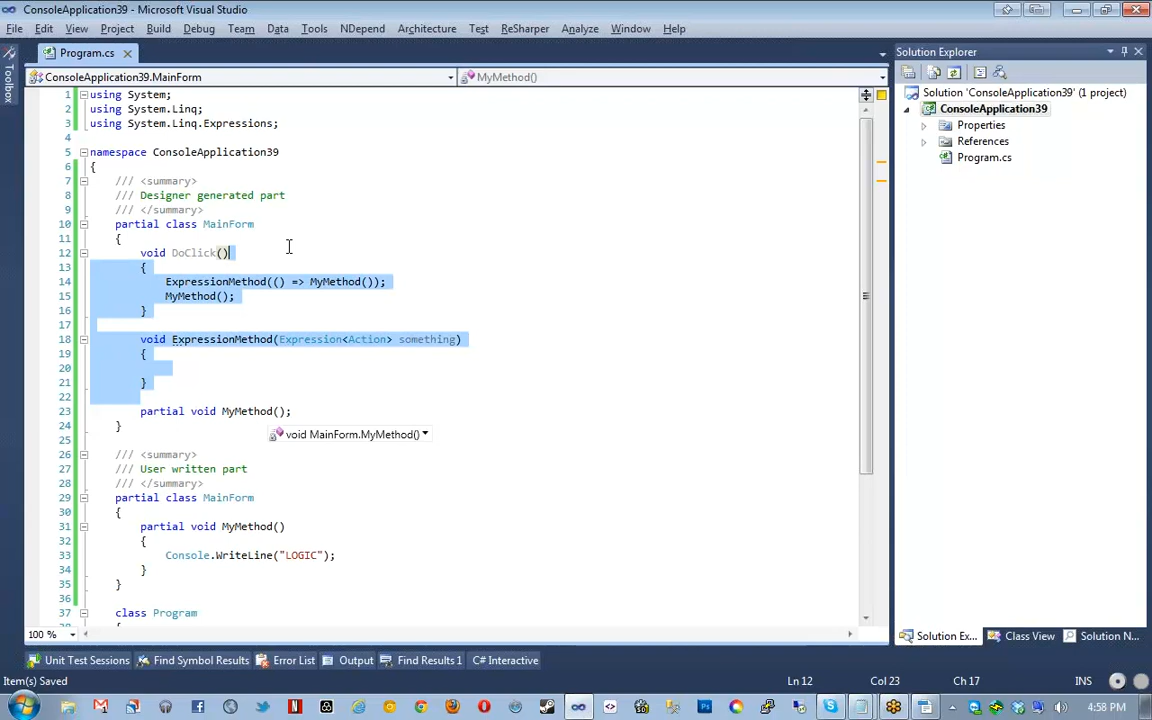 ConsoleApplication39 - Microsoft Visual Studio
File Edit View Project Build Debug Team Data Tools NDepend Architecture Test ReSharper Analyze Window Help
Toolbox
Program.cs
ConsoleApplication39.MainForm
MyMethod()
1 using System;
2 using System.Linq;
3 using System.Linq.Expressions;
4
5 namespace ConsoleApplication39
6 {
7 /// <summary>
8 /// Designer generated part
9 /// </summary>
10 partial class MainForm
11 {
12 void DoClick()
13 {
14 ExpressionMethod(() => MyMethod());
15 MyMethod();
16 }
17
18 void ExpressionMethod(Expression<Action> something)
19 {
20
21 }
22
23 partial void MyMethod();
24 }
void MainForm.MyMethod()
25
26 /// <summary>
27 /// User written part
28 /// </summary>
29 partial class MainForm
30 {
31 partial void MyMethod()
32 {
33 Console.WriteLine("LOGIC");
34 }
35 }
36
37 class Program
100 %
Solution Explorer
Solution 'ConsoleApplication39' (1 project)
ConsoleApplication39
Properties
References
Program.cs
Solution Ex... Class View Solution N...
Unit Test Sessions Find Symbol Results Error List Output Find Results 1 C# Interactive
Item(s) Saved Ln 12 Col 23 Ch 17 INS
4:58 PM